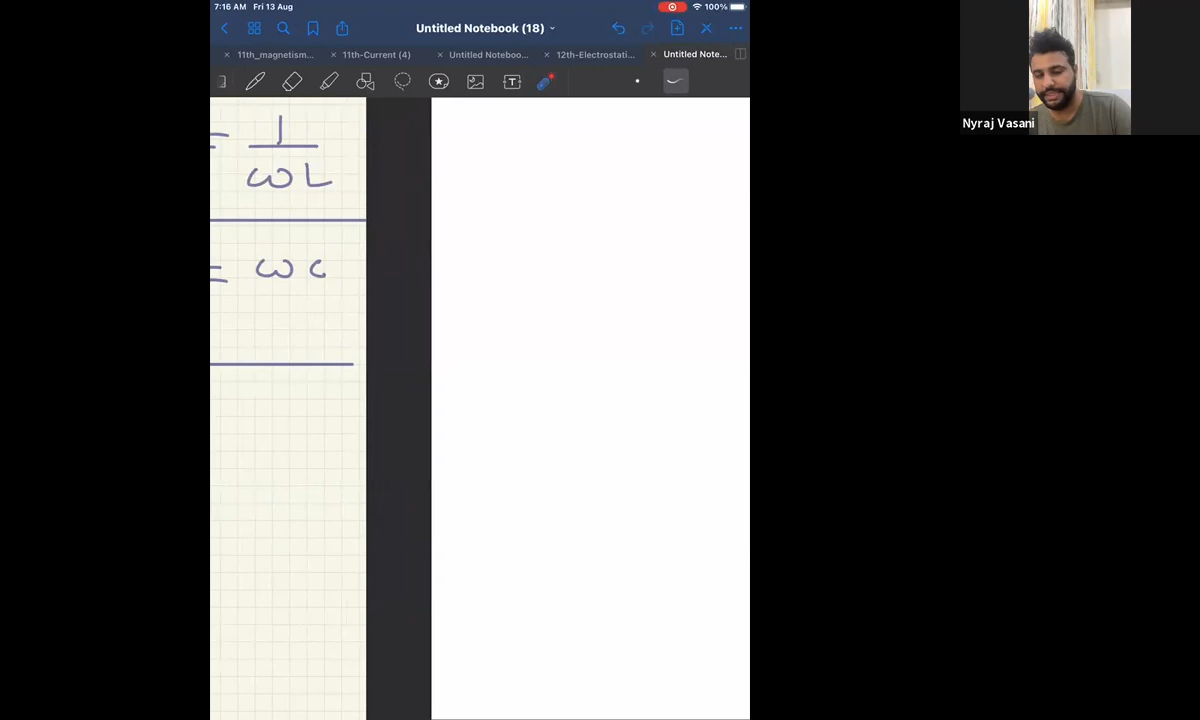 7:16 AM Fri 13 Aug 100%
Untitled Notebook (18)
11th_magnetism... 11th-Current (4) Untitled Noteboo... 12th-Electrostati... Untitled Note...
T
Nyraj Vasani
= 1
ωL
= ωC